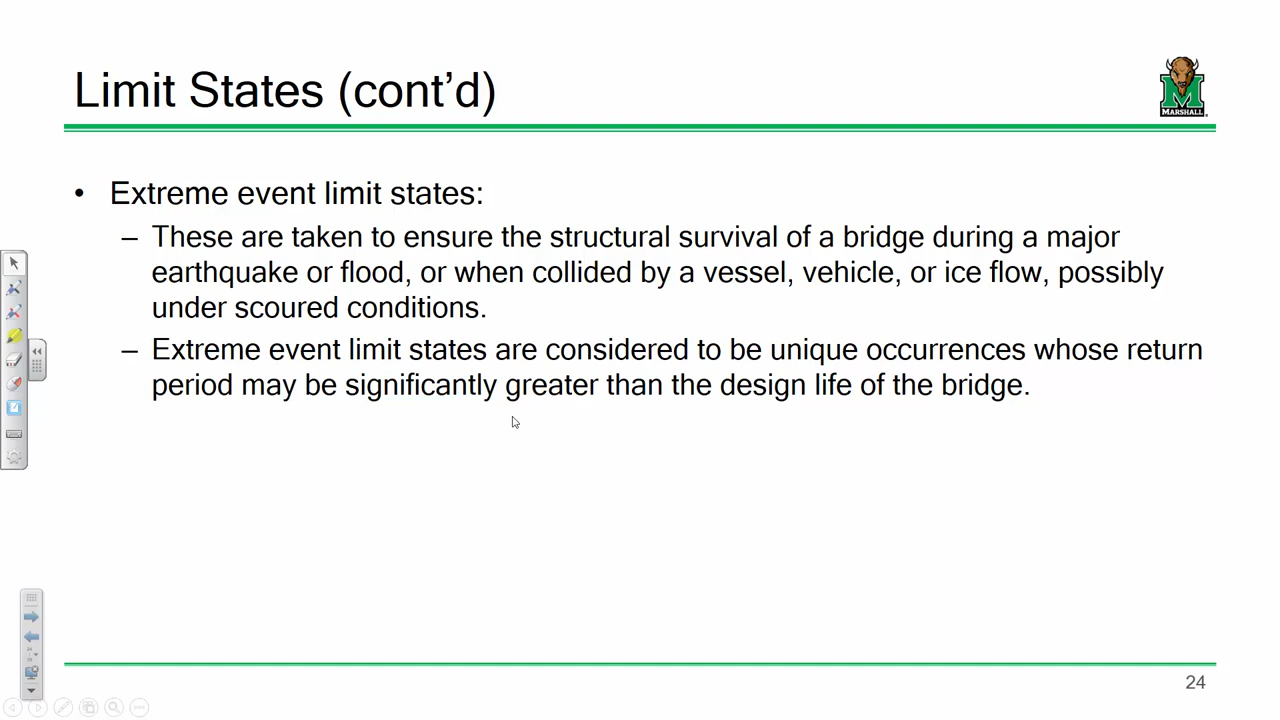 Limit States (cont’d)
MARSHALL
• Extreme event limit states:
– These are taken to ensure the structural survival of a bridge during a major
earthquake or flood, or when collided by a vessel, vehicle, or ice flow, possibly
under scoured conditions.
– Extreme event limit states are considered to be unique occurrences whose return
period may be significantly greater than the design life of the bridge.
24